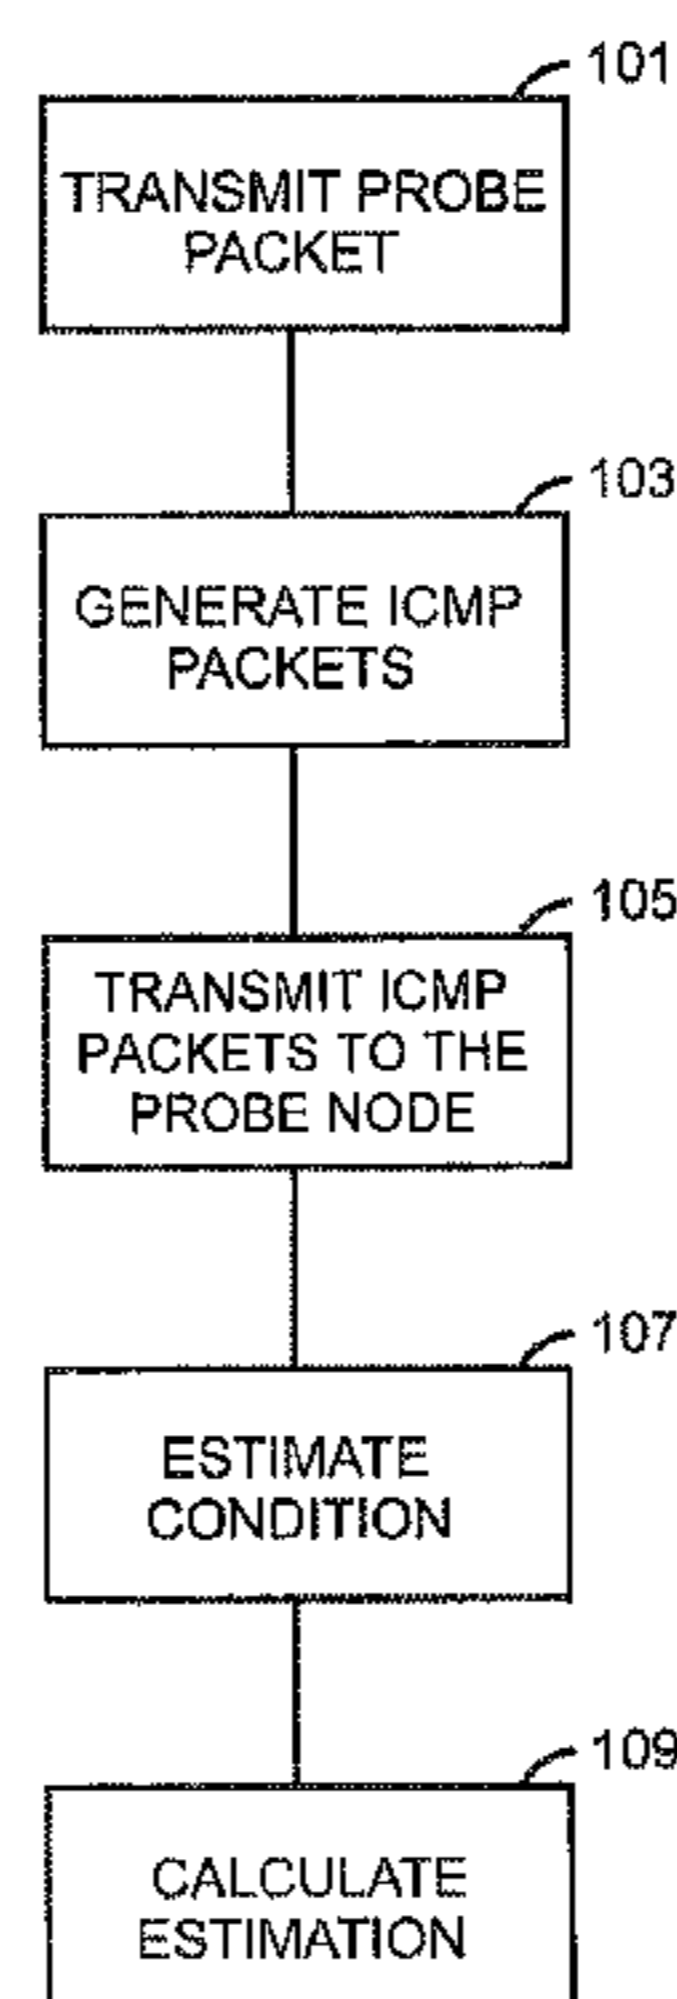 101
TRANSMIT PROBE
PACKET
103
GENERATE ICMP
PACKETS
105
TRANSMIT ICMP
PACKETS TO THE
PROBE NODE
107
ESTIMATE
CONDITION
109
CALCULATE
ESTIMATION